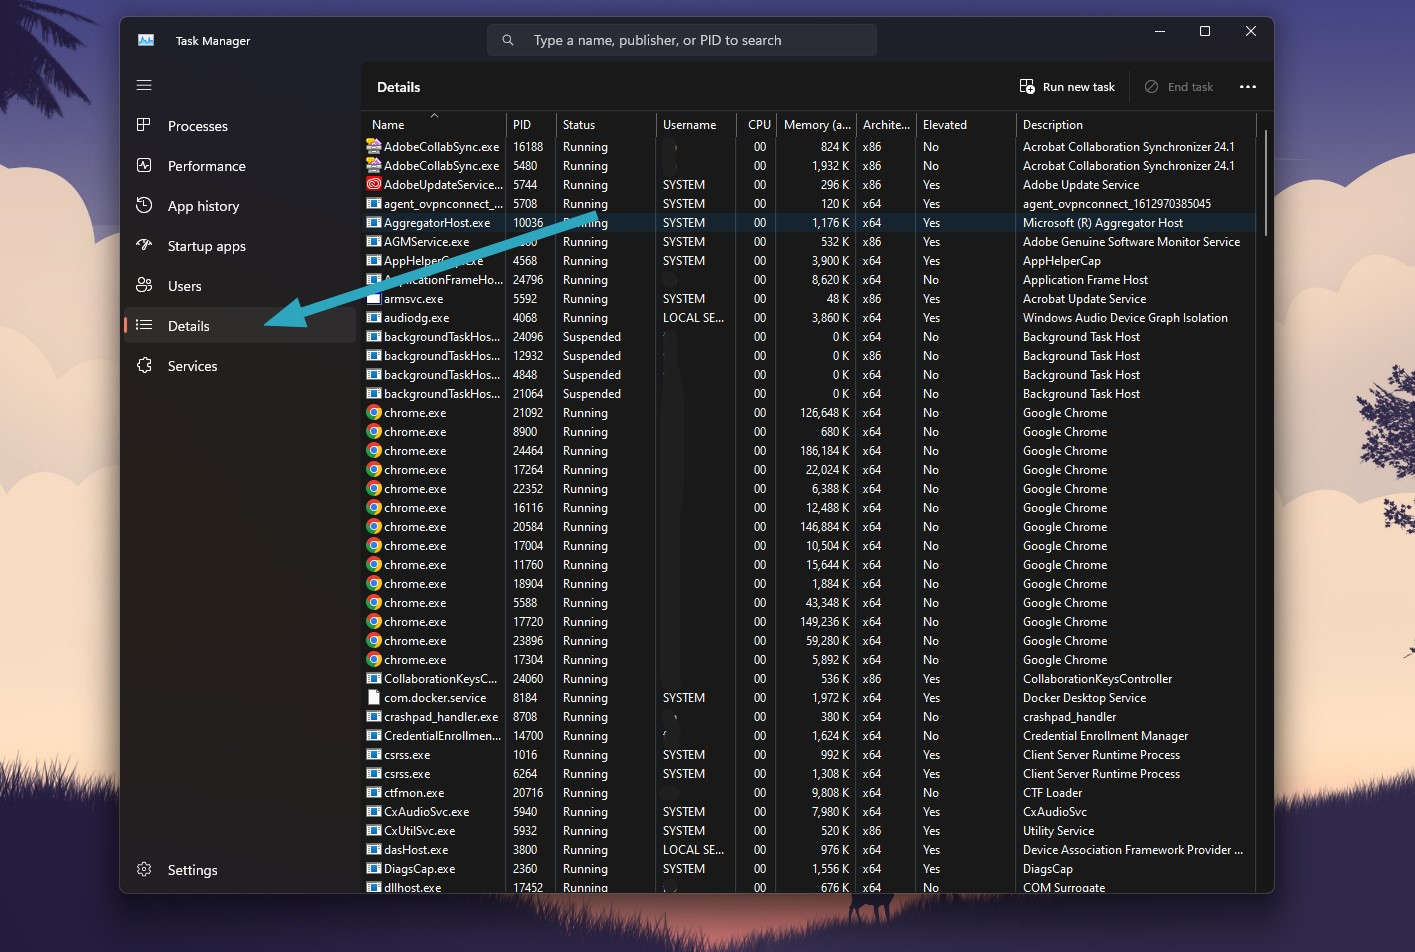 Task Manager
Type a name, publisher, or PID to search
Processes
Performance
App history
Startup apps
Users
Details
Services
Settings
Details Run new task End task
Name PID Status Username CPU Memory (a... Archite... Elevated Description
AdobeCollabSync.exe 16188 Running 00 824 K x86 No Acrobat Collaboration Synchronizer 24.1
AdobeCollabSync.exe 5480 Running 00 1,932 K x86 No Acrobat Collaboration Synchronizer 24.1
AdobeUpdateService... 5744 Running SYSTEM 00 296 K x86 Yes Adobe Update Service
agent_ovpnconnect_... 5708 Running SYSTEM 00 120 K x64 Yes agent_ovpnconnect_1612970385045
AggregatorHost.exe 10036 SYSTEM 00 1,176 K x64 Yes Microsoft (R) Aggregator Host
AGMService.exe Running SYSTEM 00 532 K x86 Yes Adobe Genuine Software Monitor Service
4568 Running SYSTEM 00 3,900 K x64 Yes AppHelperCap
24796 Running 00 8,620 K x64 No Application Frame Host
armsvc.exe 5592 Running SYSTEM 00 48 K x86 Yes Acrobat Update Service
audiodg.exe 4068 Running LOCAL SE... 00 3,860 K x64 Yes Windows Audio Device Graph Isolation
backgroundTaskHos... 24096 Suspended 00 0 K x64 No Background Task Host
backgroundTaskHos... 12932 Suspended 00 0 K x86 No Background Task Host
backgroundTaskHos... 4848 Suspended 00 0 K x64 No Background Task Host
backgroundTaskHos... 21064 Suspended 00 0 K x64 No Background Task Host
chrome.exe 21092 Running 00 126,648 K x64 No Google Chrome
chrome.exe 8900 Running 00 680 K x64 No Google Chrome
chrome.exe 24464 Running 00 186,184 K x64 No Google Chrome
chrome.exe 17264 Running 00 22,024 K x64 No Google Chrome
chrome.exe 22352 Running 00 6,388 K x64 No Google Chrome
chrome.exe 16116 Running 00 12,488 K x64 No Google Chrome
chrome.exe 20584 Running 00 146,884 K x64 No Google Chrome
chrome.exe 17004 Running 00 10,504 K x64 No Google Chrome
chrome.exe 11760 Running 00 15,644 K x64 No Google Chrome
chrome.exe 18904 Running 00 1,884 K x64 No Google Chrome
chrome.exe 5588 Running 00 43,348 K x64 No Google Chrome
chrome.exe 17720 Running 00 149,236 K x64 No Google Chrome
chrome.exe 23896 Running 00 59,280 K x64 No Google Chrome
chrome.exe 17304 Running 00 5,892 K x64 No Google Chrome
CollaborationKeysC... 24060 Running 00 536 K x86 Yes CollaborationKeysController
com.docker.service 8184 Running SYSTEM 00 1,972 K x64 Yes Docker Desktop Service
crashpad_handler.exe 8708 Running 00 380 K x64 No crashpad_handler
CredentialEnrollmen... 14700 Running 00 1,624 K x64 No Credential Enrollment Manager
csrss.exe 1016 Running SYSTEM 00 992 K x64 Yes Client Server Runtime Process
csrss.exe 6264 Running SYSTEM 00 1,308 K x64 Yes Client Server Runtime Process
ctfmon.exe 20716 Running 00 9,808 K x64 No CTF Loader
CxAudioSvc.exe 5940 Running SYSTEM 00 7,980 K x64 Yes CxAudioSvc
CxUtilSvc.exe 5932 Running SYSTEM 00 520 K x86 Yes Utility Service
dasHost.exe 3800 Running LOCAL SE... 00 976 K x64 Yes Device Association Framework Provider ...
DiagsCap.exe 2360 Running SYSTEM 00 1,556 K x64 Yes DiagsCap
dllhost.exe 17452 Running 00 676 K x64 No COM Surrogate